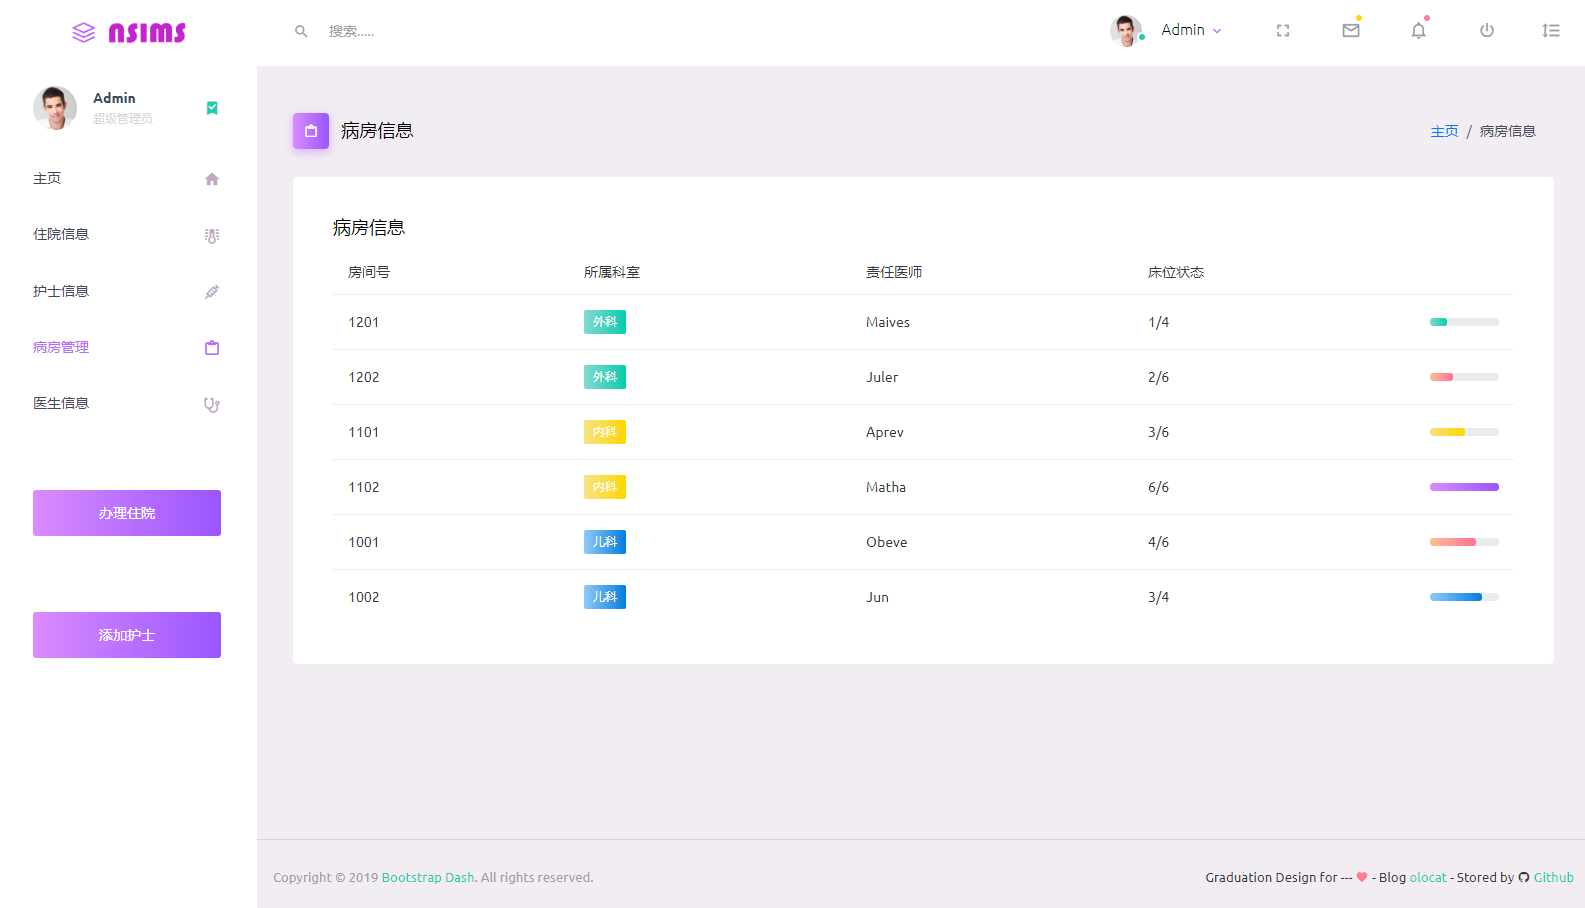 NSIMS
搜索.....
Admin
Admin
超级管理员
主页
住院信息
护士信息
病房管理
医生信息
办理住院
添加护士
病房信息
主页 / 病房信息
病房信息
房间号 所属科室 责任医师 床位状态
1201 外科 Maives 1/4
1202 外科 Juler 2/6
1101 内科 Aprev 3/6
1102 内科 Matha 6/6
1001 儿科 Obeve 4/6
1002 儿科 Jun 3/4
Copyright © 2019 Bootstrap Dash. All rights reserved.
Graduation Design for --- ♥ - Blog olocat - Stored by Github